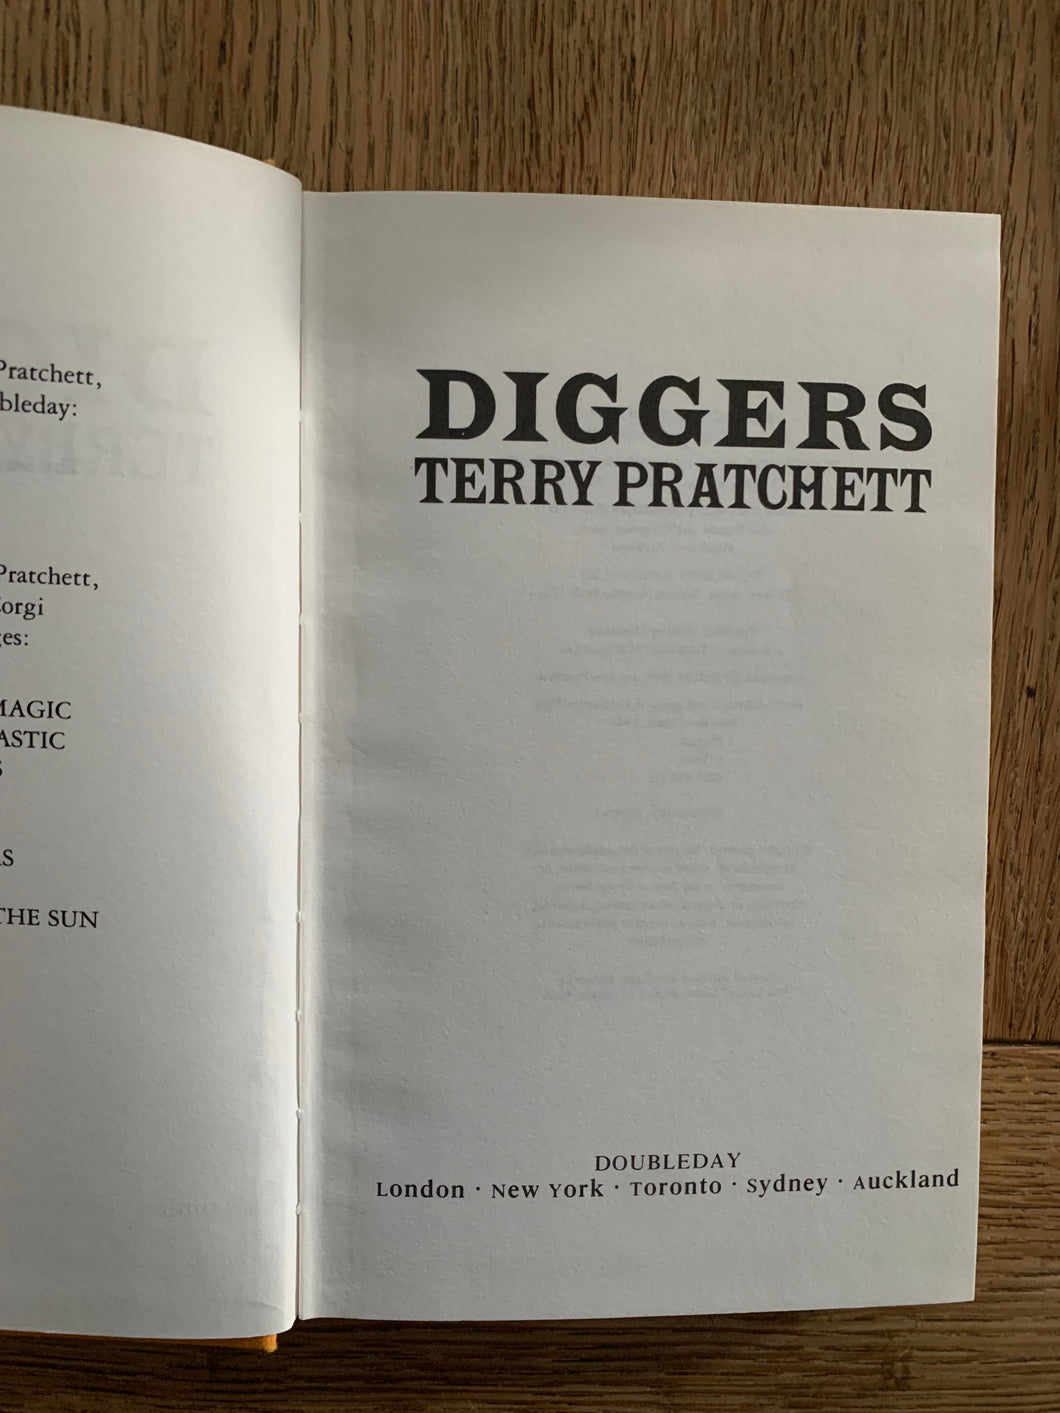 Pratchett,
bleday:
Pratchett,
orgi
es:
MAGIC
ASTIC
S
RS
THE SUN
DIGGERS
TERRY PRATCHETT
DOUBLEDAY
London · New York · Toronto · Sydney · Auckland